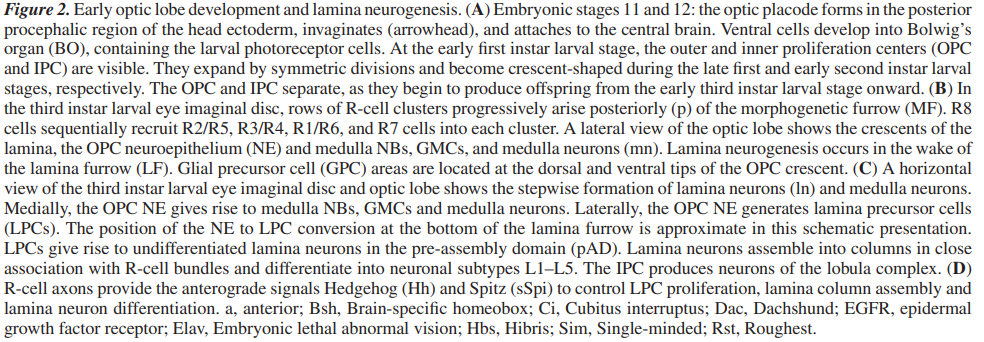 Figure 2. Early optic lobe development and lamina neurogenesis. (A) Embryonic stages 11 and 12: the optic placode forms in the posterior
procephalic region of the head ectoderm, invaginates (arrowhead), and attaches to the central brain. Ventral cells develop into Bolwig's
organ (BO), containing the larval photoreceptor cells. At the early first instar larval stage, the outer and inner proliferation centers (OPC
and IPC) are visible. They expand by symmetric divisions and become crescent-shaped during the late first and early second instar larval
stages, respectively. The OPC and IPC separate, as they begin to produce offspring from the early third instar larval stage onward. (B) In
the third instar larval eye imaginal disc, rows of R-cell clusters progressively arise posteriorly (p) of the morphogenetic furrow (MF). R8
cells sequentially recruit R2/R5, R3/R4, R1/R6, and R7 cells into each cluster. A lateral view of the optic lobe shows the crescents of the
lamina, the OPC neuroepithelium (NE) and medulla NBs, GMCs, and medulla neurons (mn). Lamina neurogenesis occurs in the wake of
the lamina furrow (LF). Glial precursor cell (GPC) areas are located at the dorsal and ventral tips of the OPC crescent. (C) A horizontal
view of the third instar larval eye imaginal disc and optic lobe shows the stepwise formation of lamina neurons (ln) and medulla neurons.
Medially, the OPC NE gives rise to medulla NBs, GMCs and medulla neurons. Laterally, the OPC NE generates lamina precursor cells
(LPCs). The position of the NE to LPC conversion at the bottom of the lamina furrow is approximate in this schematic presentation.
LPCs give rise to undifferentiated lamina neurons in the pre-assembly domain (pAD). Lamina neurons assemble into columns in close
association with R-cell bundles and differentiate into neuronal subtypes L1–L5. The IPC produces neurons of the lobula complex. (D)
R-cell axons provide the anterograde signals Hedgehog (Hh) and Spitz (sSpi) to control LPC proliferation, lamina column assembly and
lamina neuron differentiation. a, anterior; Bsh, Brain-specific homeobox; Ci, Cubitus interruptus; Dac, Dachshund; EGFR, epidermal
growth factor receptor; Elav, Embryonic lethal abnormal vision; Hbs, Hibris; Sim, Single-minded; Rst, Roughest.